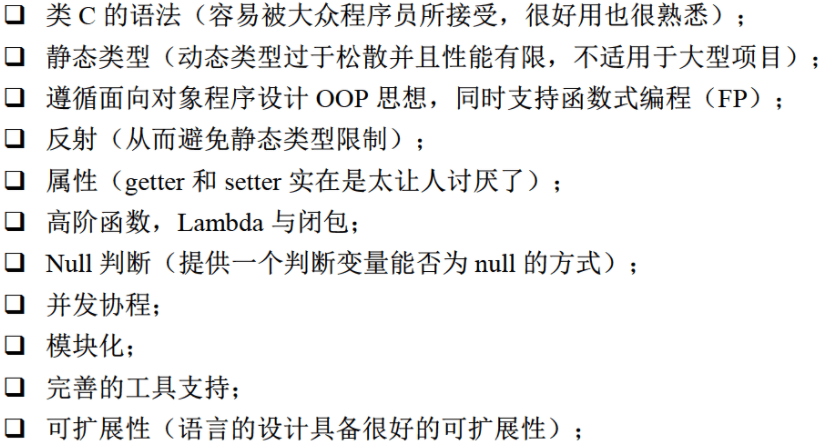 ❑ 类 C 的语法（容易被大众程序员所接受，很好用也很熟悉）；
❑ 静态类型（动态类型过于松散并且性能有限，不适用于大型项目）；
❑ 遵循面向对象程序设计 OOP 思想，同时支持函数式编程（FP）；
❑ 反射（从而避免静态类型限制）；
❑ 属性（getter 和 setter 实在是太让人讨厌了）；
❑ 高阶函数，Lambda 与闭包；
❑ Null 判断（提供一个判断变量能否为 null 的方式）；
❑ 并发协程；
❑ 模块化；
❑ 完善的工具支持；
❑ 可扩展性（语言的设计具备很好的可扩展性）；